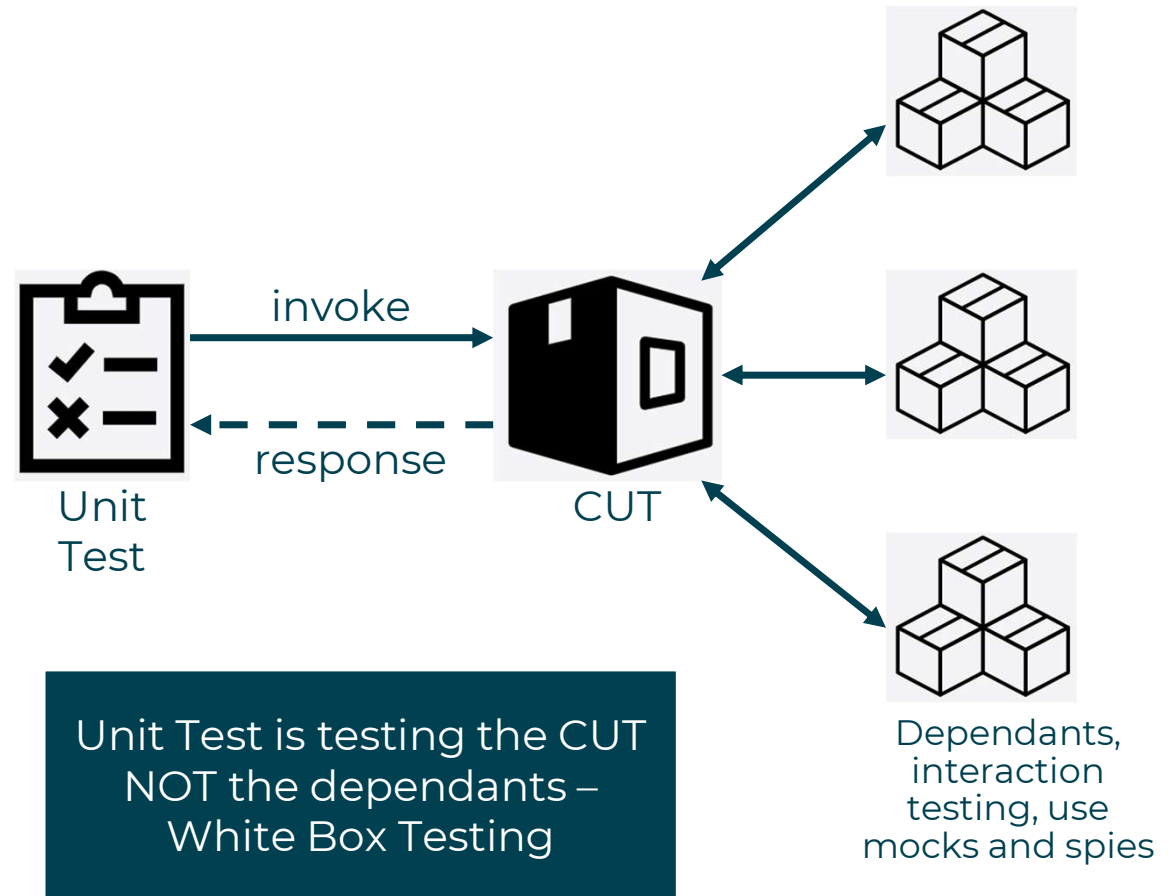 invoke
response
Unit
Test
CUT
Unit Test is testing the CUT
NOT the dependants –
White Box Testing
Dependants,
interaction
testing, use
mocks and spies